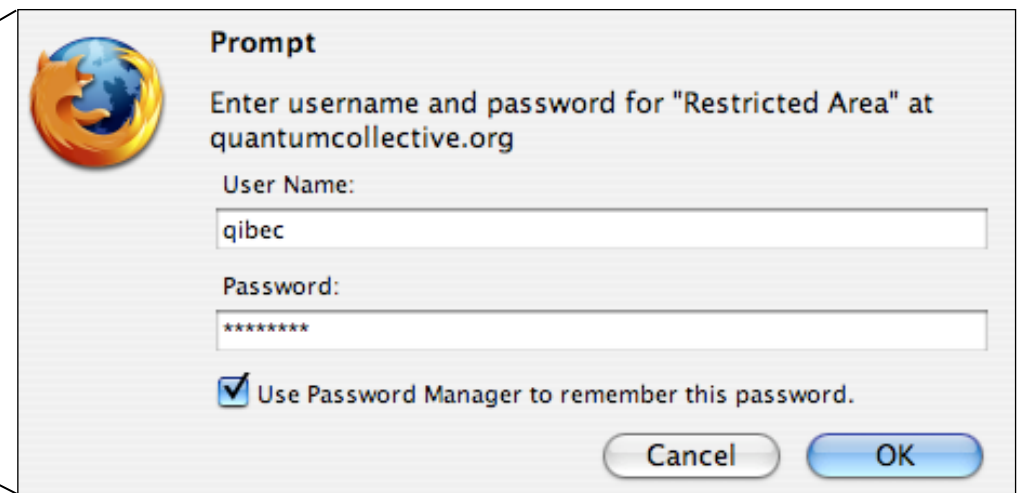 Prompt
Enter username and password for "Restricted Area" at
quantumcollective.org
User Name:
qibec
Password:
********
Use Password Manager to remember this password.
Cancel OK